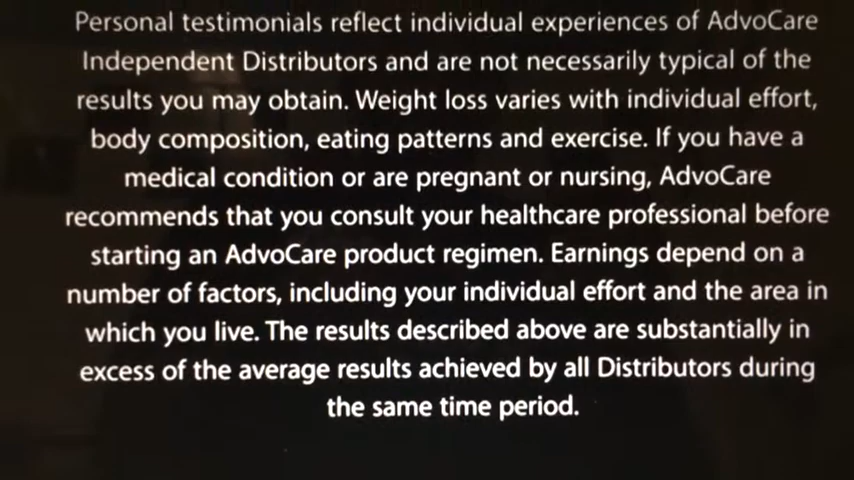 Personal testimonials reflect individual experiences of AdvoCare
Independent Distributors and are not necessarily typical of the
results you may obtain. Weight loss varies with individual effort,
body composition, eating patterns and exercise. If you have a
medical condition or are pregnant or nursing, AdvoCare
recommends that you consult your healthcare professional before
starting an AdvoCare product regimen. Earnings depend on a
number of factors, including your individual effort and the area in
which you live. The results described above are substantially in
excess of the average results achieved by all Distributors during
the same time period.